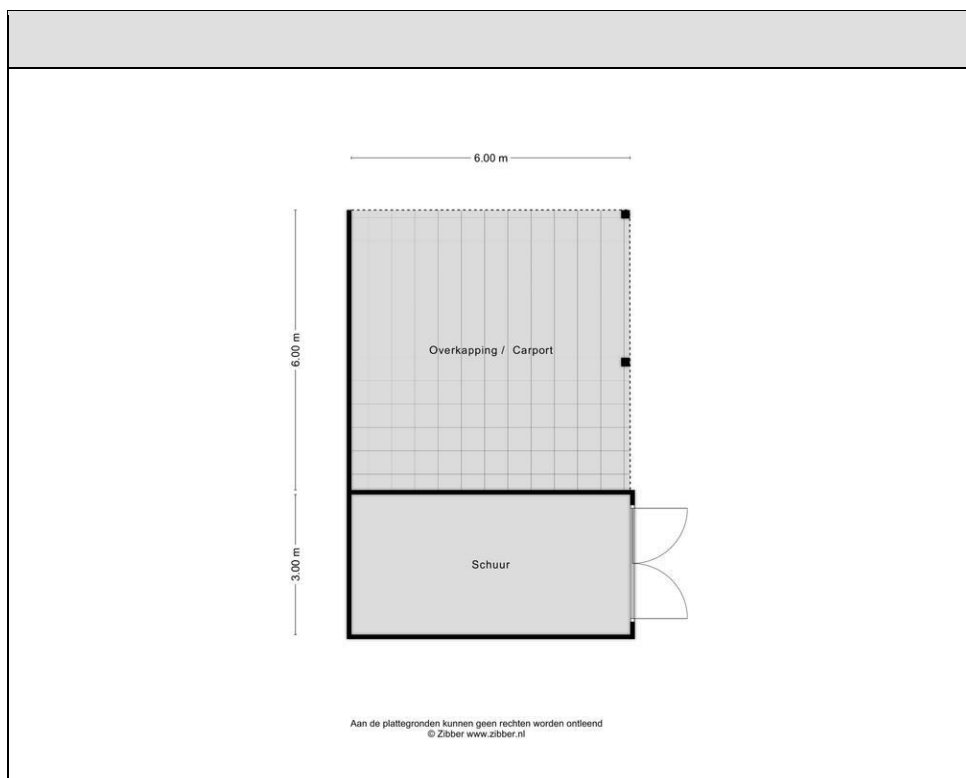 6.00 m
6.00 m
Overkapping / Carport
3.00 m
Schuur
Aan de plattegronden kunnen geen rechten worden ontleend
© Zibber www.zibber.nl